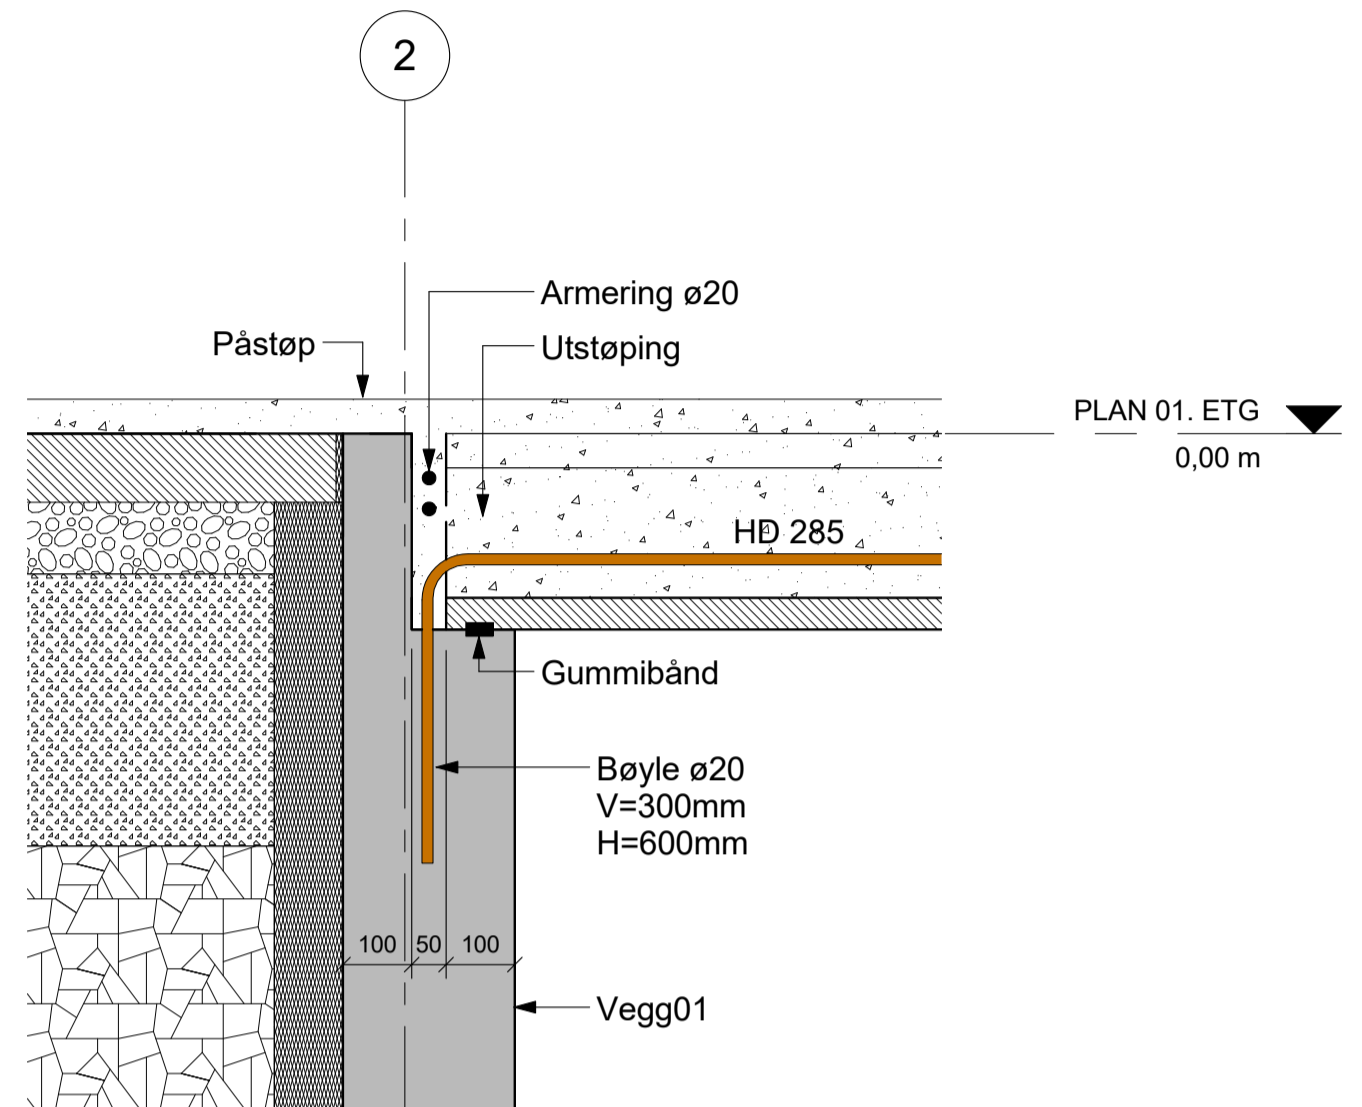 2
Armering ø20
Påstøp
Utstøping
PLAN 01. ETG
0,00 m
HD 285
Gummibånd
Bøyle ø20
V=300mm
H=600mm
100 50 100
Vegg01